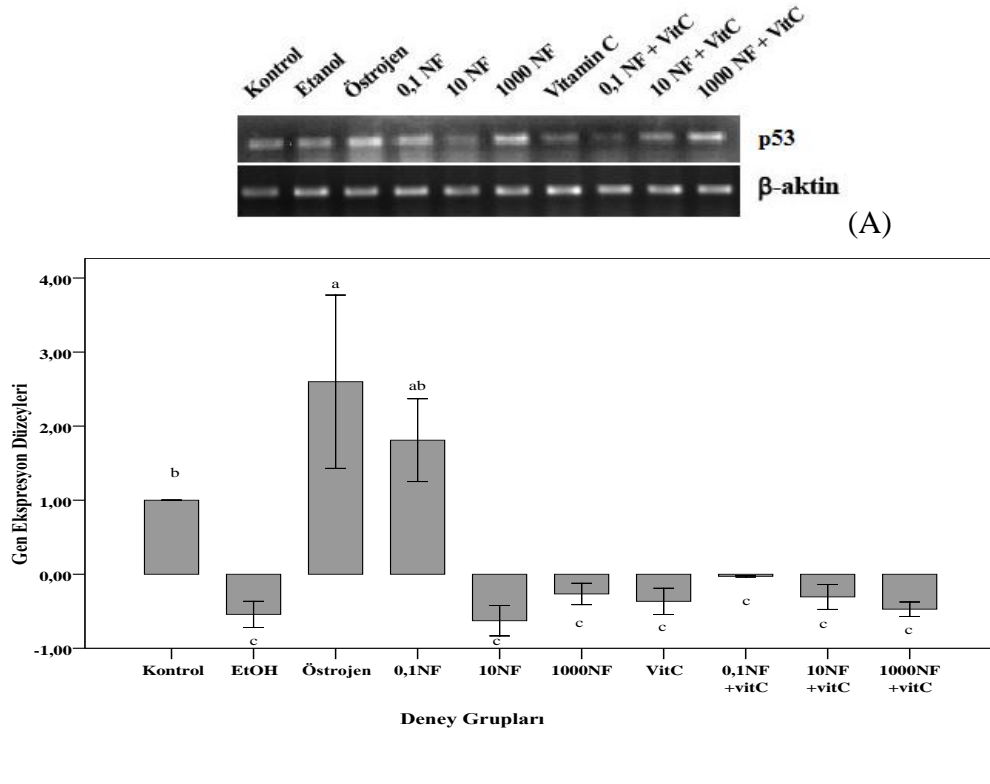 Kontrol
Etanol
Östrojen
0,1 NF
10 NF
1000 NF
Vitamin C
0,1 NF + VitC
10 NF + VitC
1000 NF + VitC
p53
β-aktin
(A)
Gen Ekspresyon Düzeyleri
4,00
3,00
2,00
1,00
0,00
-1,00
b
c
a
ab
c
c
c
c
c
c
Kontrol EtOH Östrojen 0,1NF 10NF 1000NF VitC 0,1NF 10NF 1000NF
+vitC +vitC +vitC
Deney Grupları